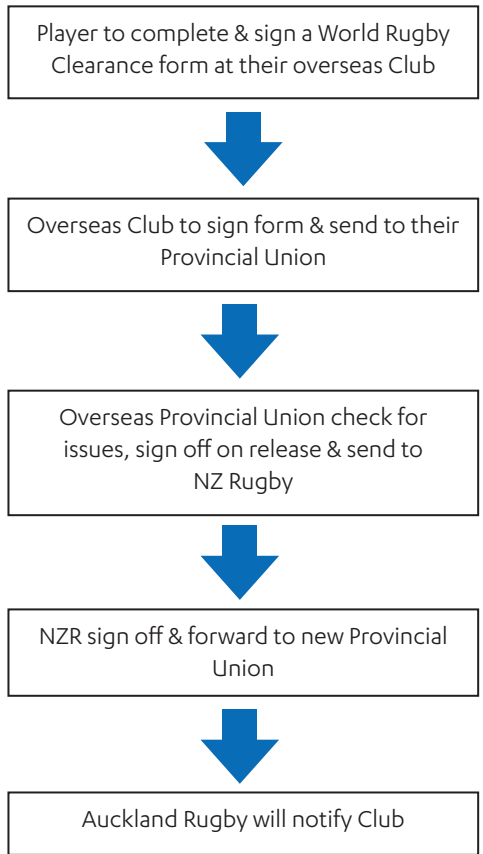 Player to complete & sign a World Rugby
Clearance form at their overseas Club
Overseas Club to sign form & send to their
Provincial Union
Overseas Provincial Union check for
issues, sign off on release & send to
NZ Rugby
NZR sign off & forward to new Provincial
Union
Auckland Rugby will notify Club